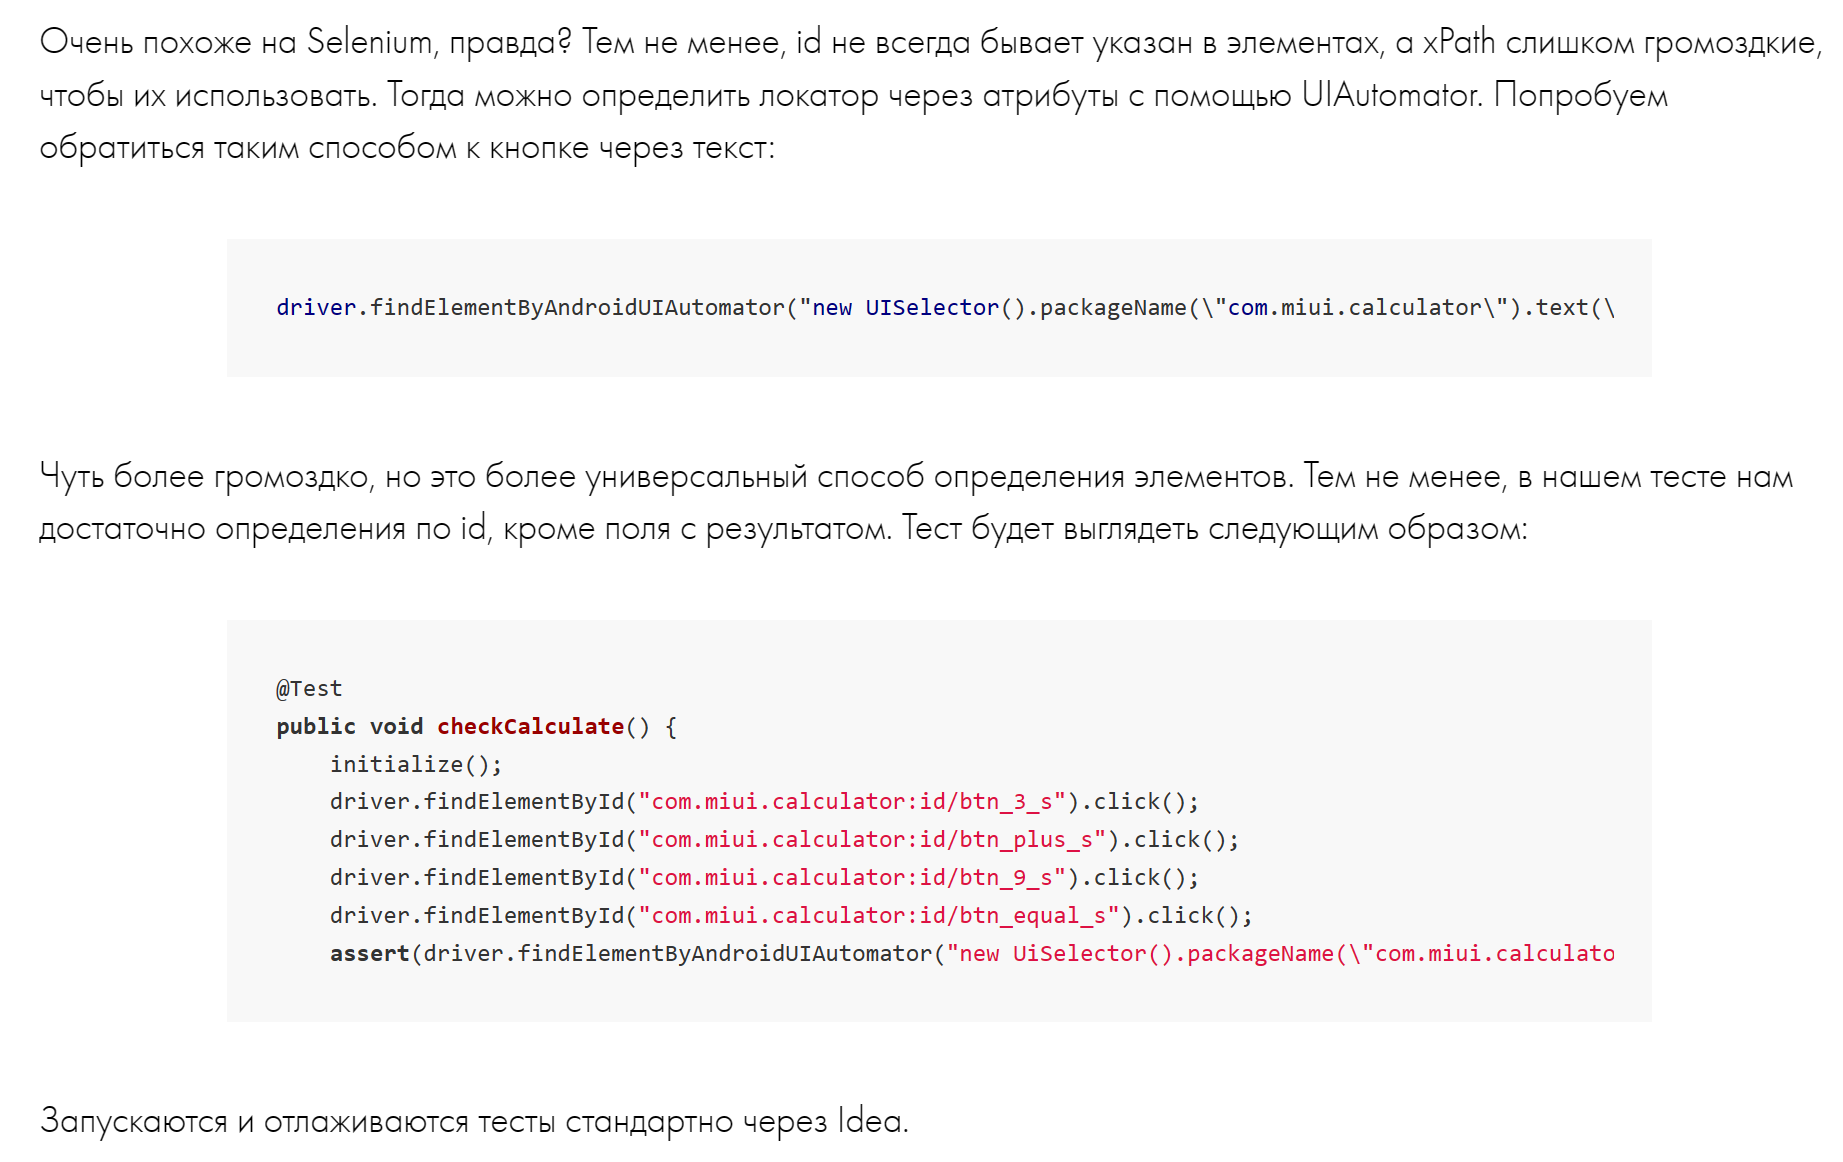 Очень похоже на Selenium, правда? Тем не менее, id не всегда бывает указан в элементах, а xPath слишком громоздкие,
чтобы их использовать. Тогда можно определить локатор через атрибуты с помощью UIAutomator. Попробуем
обратиться таким способом к кнопке через текст:
driver.findElementByAndroidUIAutomator("new UISelector().packageName(\"com.miui.calculator\").text(\
Чуть более громоздко, но это более универсальный способ определения элементов. Тем не менее, в нашем тесте нам
достаточно определения по id, кроме поля с результатом. Тест будет выглядеть следующим образом:
@Test
public void checkCalculate() {
    initialize();
    driver.findElementById("com.miui.calculator:id/btn_3_s").click();
    driver.findElementById("com.miui.calculator:id/btn_plus_s").click();
    driver.findElementById("com.miui.calculator:id/btn_9_s").click();
    driver.findElementById("com.miui.calculator:id/btn_equal_s").click();
    assert(driver.findElementByAndroidUIAutomator("new UiSelector().packageName(\"com.miui.calculato
Запускаются и отлаживаются тесты стандартно через Idea.